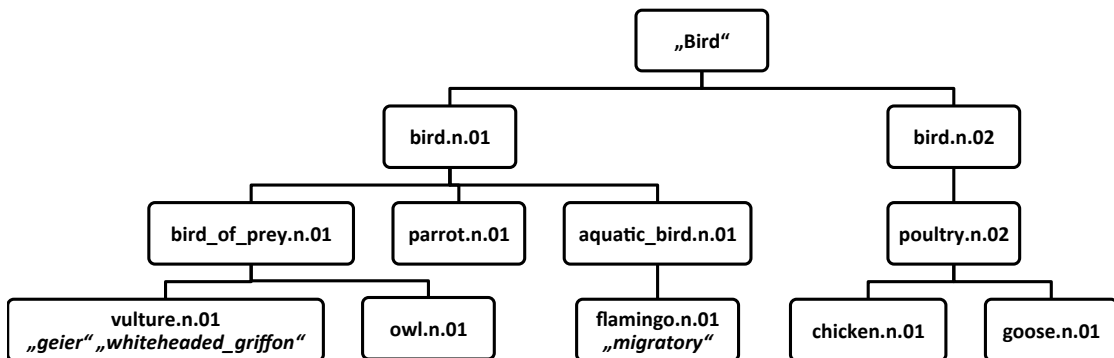 „Bird“
bird.n.01
bird.n.02
bird_of_prey.n.01
parrot.n.01
aquatic_bird.n.01
poultry.n.02
vulture.n.01
„geier“ „whiteheaded_griffon“
owl.n.01
flamingo.n.01
„migratory“
chicken.n.01
goose.n.01